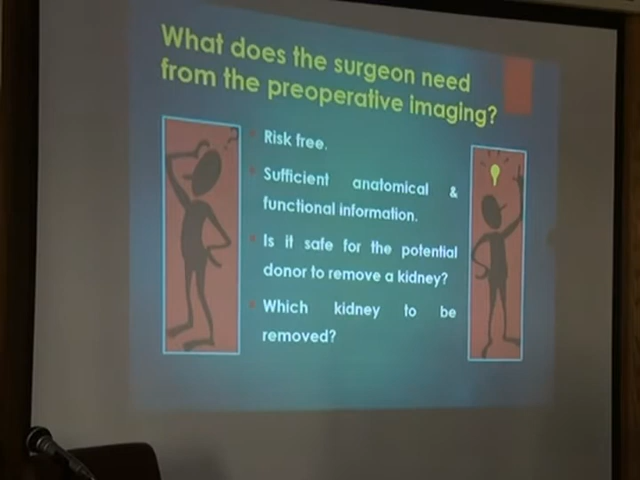 What does the surgeon need
from the preoperative imaging?
Risk free.
Sufficient anatomical &
functional information.
Is it safe for the potential
donor to remove a kidney?
Which kidney to be
removed?